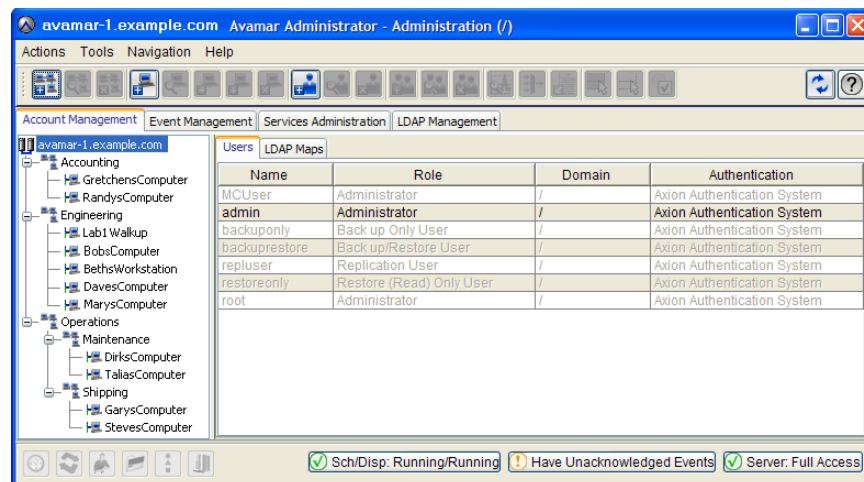 avamar-1.example.com Avamar Administrator - Administration (/)
Actions Tools Navigation Help
Account Management Event Management Services Administration LDAP Management
avamar-1.example.com
Accounting
GretchensComputer
RandysComputer
Engineering
Lab1Walkup
BobsComputer
BethsWorkstation
DavesComputer
MarysComputer
Operations
Maintenance
DirksComputer
TaliasComputer
Shipping
GarysComputer
StevesComputer
Users LDAP Maps
Name Role Domain Authentication
MCUser Administrator / Axion Authentication System
admin Administrator / Axion Authentication System
backuponly Back up Only User / Axion Authentication System
backuprestore Back up/Restore User / Axion Authentication System
repluser Replication User / Axion Authentication System
restoreonly Restore (Read) Only User / Axion Authentication System
root Administrator / Axion Authentication System
Sch/Disp: Running/Running Have Unacknowledged Events Server: Full Access